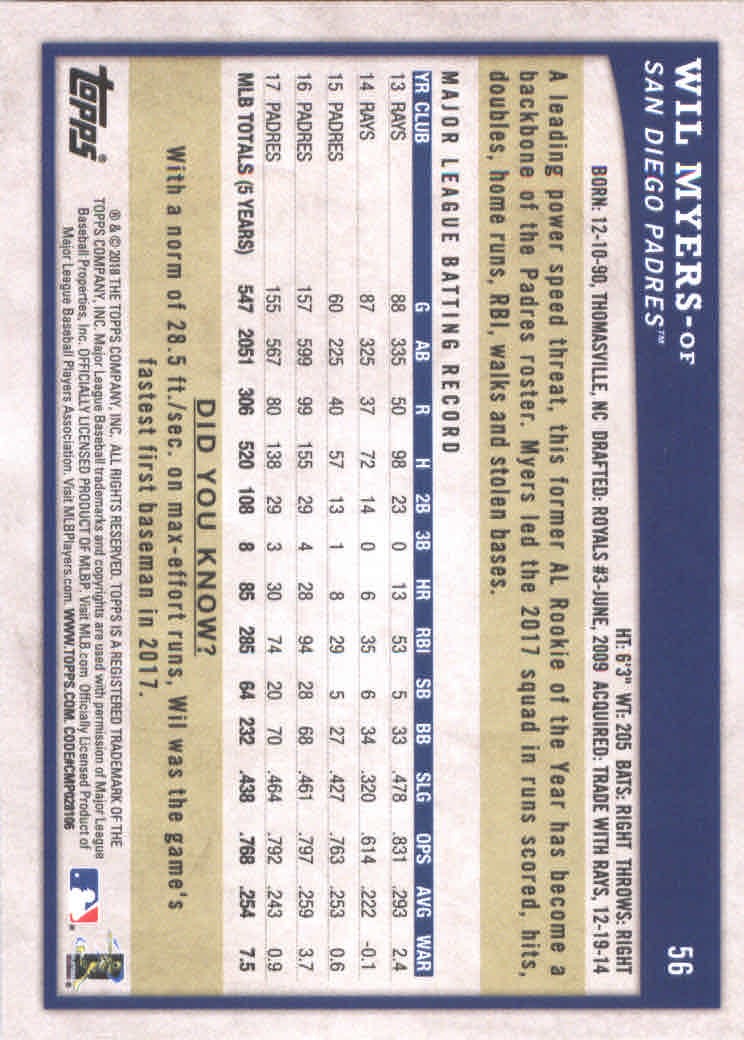 WIL MYERS-OF 56
SAN DIEGO PADRES™
HT: 6'3" WT: 205 BATS: RIGHT THROWS: RIGHT
BORN: 12-10-90, THOMASVILLE, NC DRAFTED: ROYALS #3-JUNE, 2009 ACQUIRED: TRADE WITH RAYS, 12-19-14
A leading power speed threat, this former AL Rookie of the Year has become a
backbone of the Padres roster. Myers led the 2017 squad in runs scored, hits,
doubles, home runs, RBI, walks and stolen bases.
MAJOR LEAGUE BATTING RECORD
YR CLUB G AB R H 2B 3B HR RBI SB BB SLG OPS AVG WAR
13 RAYS 88 335 50 98 23 0 13 53 5 33 .478 .831 .293 2.4
14 RAYS 87 325 37 72 14 0 6 35 6 34 .320 .614 .222 -0.1
15 PADRES 60 225 40 57 13 1 8 29 5 27 .427 .763 .253 0.6
16 PADRES 157 599 99 155 29 4 28 94 28 68 .461 .797 .259 3.7
17 PADRES 155 567 80 138 29 3 30 74 20 70 .464 .792 .243 0.9
MLB TOTALS (5 YEARS) 547 2051 306 520 108 8 85 285 64 232 .438 .768 .254 7.5
DID YOU KNOW?
With a norm of 28.5 ft./sec. on max-effort runs, Wil was the game's
fastest first baseman in 2017.
topps®
® & © 2018 THE TOPPS COMPANY, INC. ALL RIGHTS RESERVED. TOPPS IS A REGISTERED TRADEMARK OF THE
TOPPS COMPANY, INC. Major League Baseball trademarks and copyrights are used with permission of Major League
Baseball Properties, Inc. OFFICIALLY LICENSED PRODUCT OF MLBP. Visit MLB.com Officially Licensed Product of
Major League Baseball Players Association. Visit MLBPlayers.com. WWW.TOPPS.COM. CODE#CMP028106